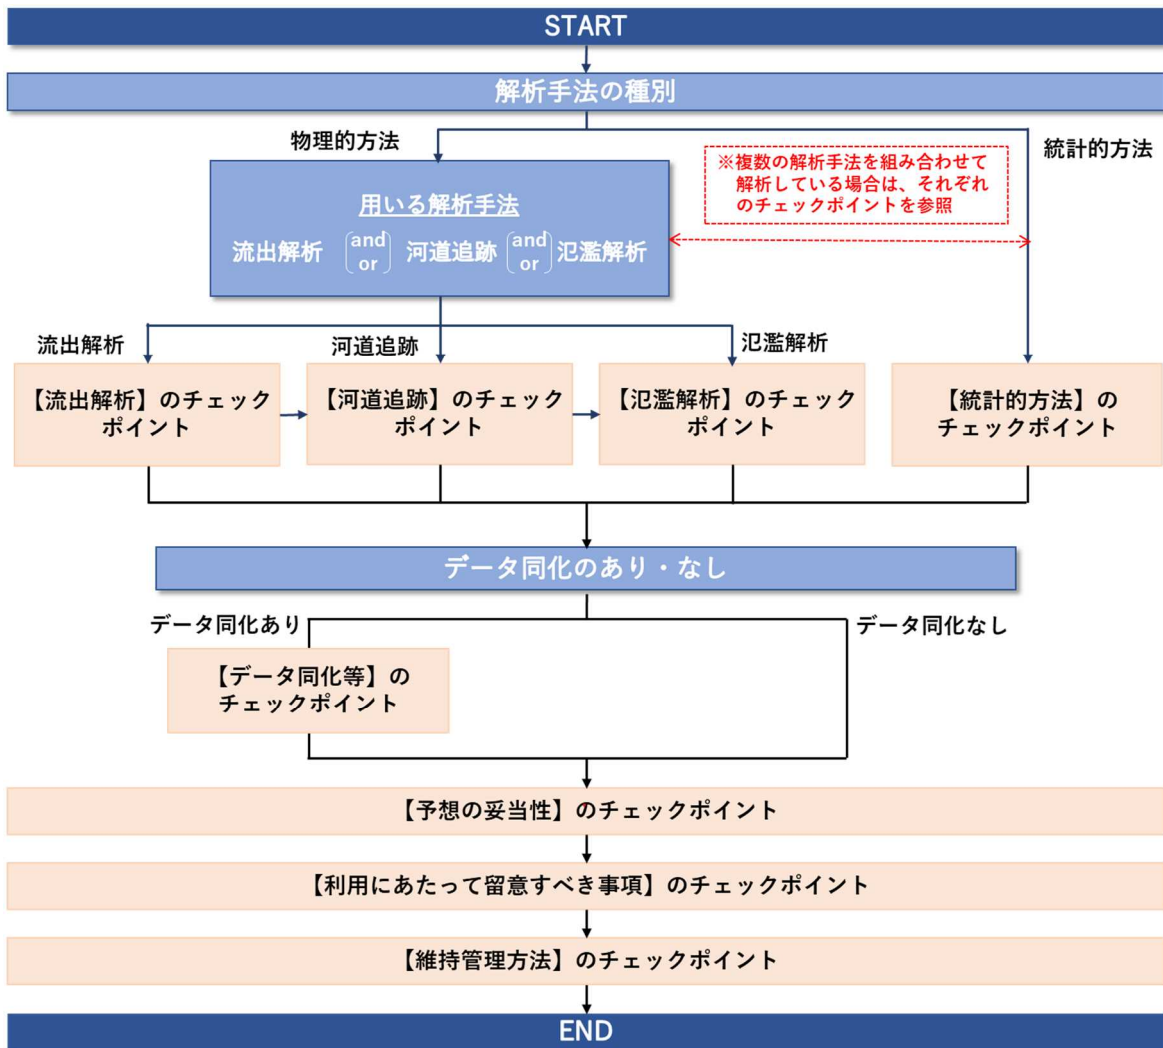 START
解析手法の種別
物理的方法
統計的方法
※複数の解析手法を組み合わせて
解析している場合は、それぞれ
のチェックポイントを参照
用いる解析手法
流出解析 (and or) 河道追跡 (and or) 氾濫解析
流出解析
河道追跡
氾濫解析
【流出解析】のチェック
ポイント
【河道追跡】のチェック
ポイント
【氾濫解析】のチェック
ポイント
【統計的方法】の
チェックポイント
データ同化のあり・なし
データ同化あり
データ同化なし
【データ同化等】の
チェックポイント
【予想の妥当性】のチェックポイント
【利用にあたって留意すべき事項】のチェックポイント
【維持管理方法】のチェックポイント
END